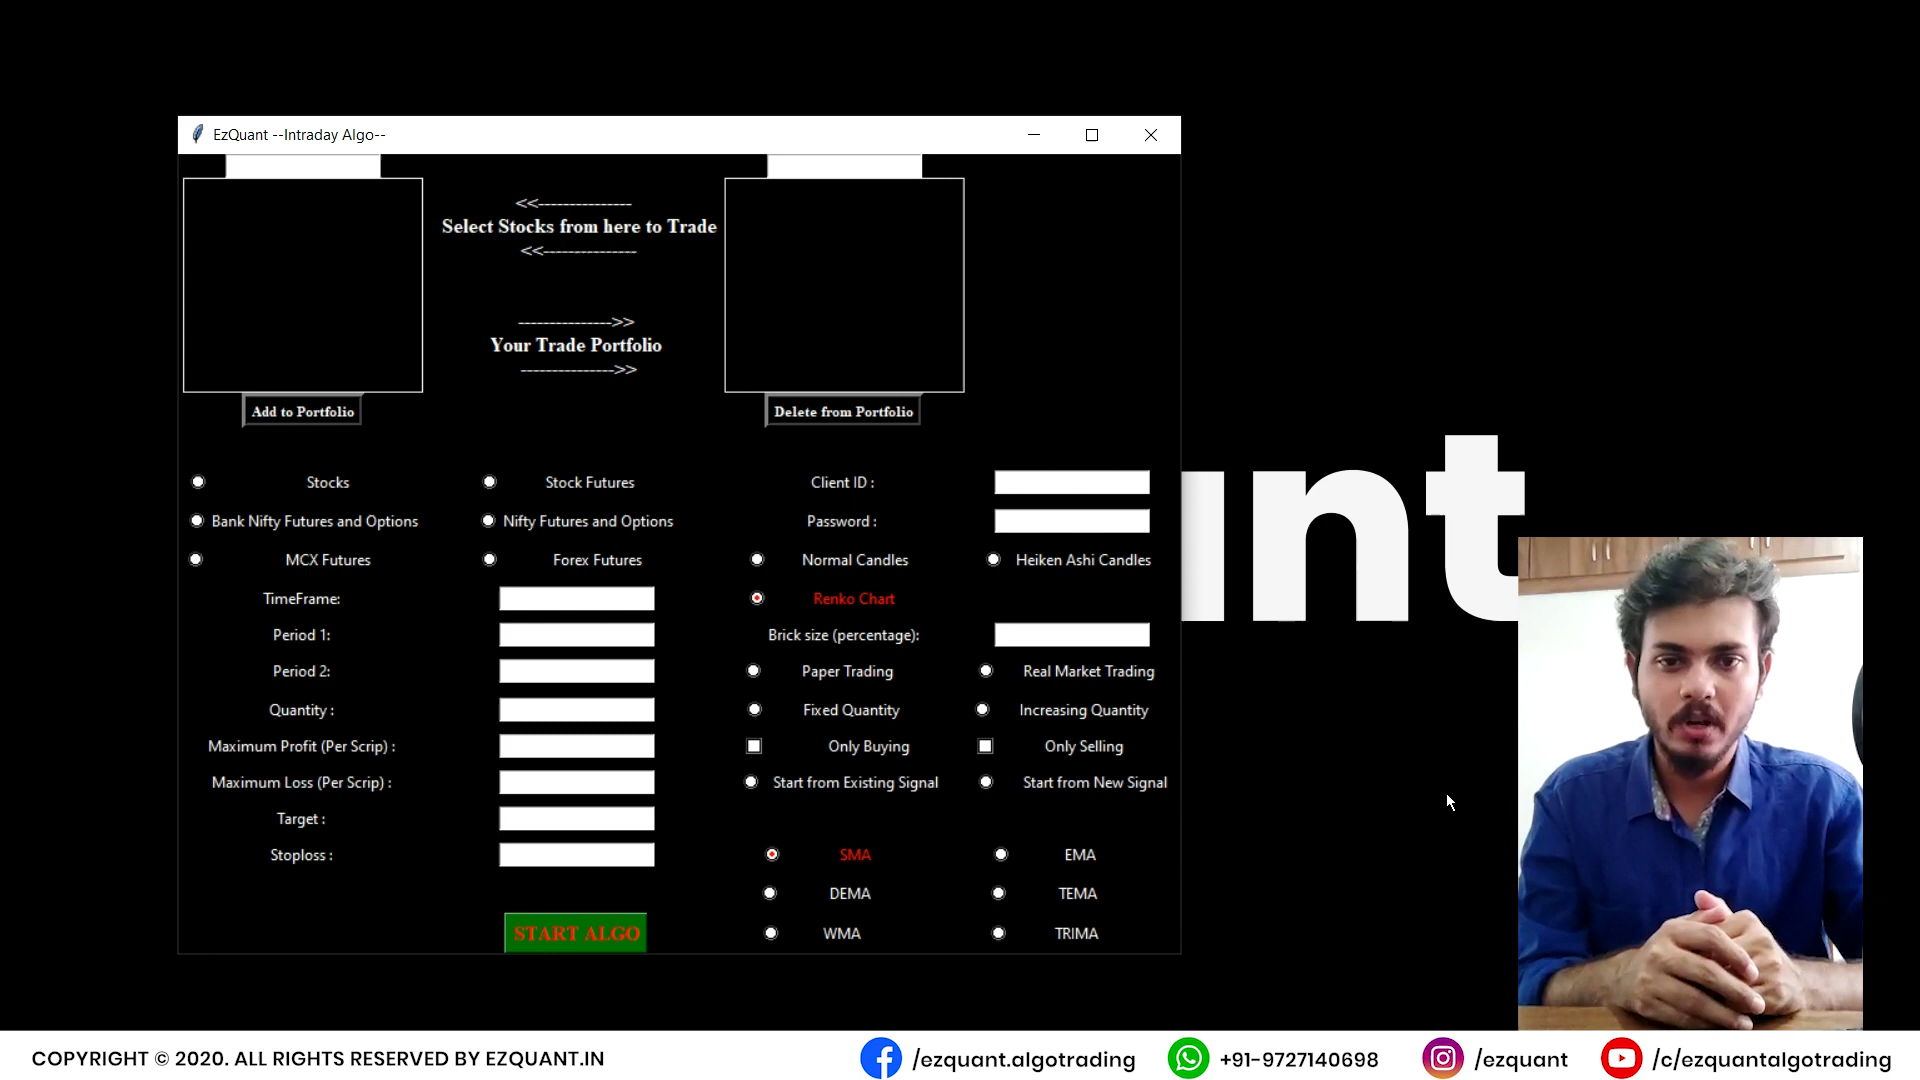 EzQuant --Intraday Algo--
<<---------------
Select Stocks from here to Trade
<<---------------
--------------->>
Your Trade Portfolio
--------------->>
Add to Portfolio
Delete from Portfolio
Stocks
Stock Futures
Client ID :
Bank Nifty Futures and Options
Nifty Futures and Options
Password :
MCX Futures
Forex Futures
Normal Candles
Heiken Ashi Candles
TimeFrame:
Renko Chart
Period 1:
Brick size (percentage):
Period 2:
Paper Trading
Real Market Trading
Quantity :
Fixed Quantity
Increasing Quantity
Maximum Profit (Per Scrip) :
Only Buying
Only Selling
Maximum Loss (Per Scrip) :
Start from Existing Signal
Start from New Signal
Target :
Stoploss :
SMA
EMA
DEMA
TEMA
START ALGO
WMA
TRIMA
nt
COPYRIGHT © 2020. ALL RIGHTS RESERVED BY EZQUANT.IN
/ezquant.algotrading
+91-9727140698
/ezquant
/c/ezquantalgotrading